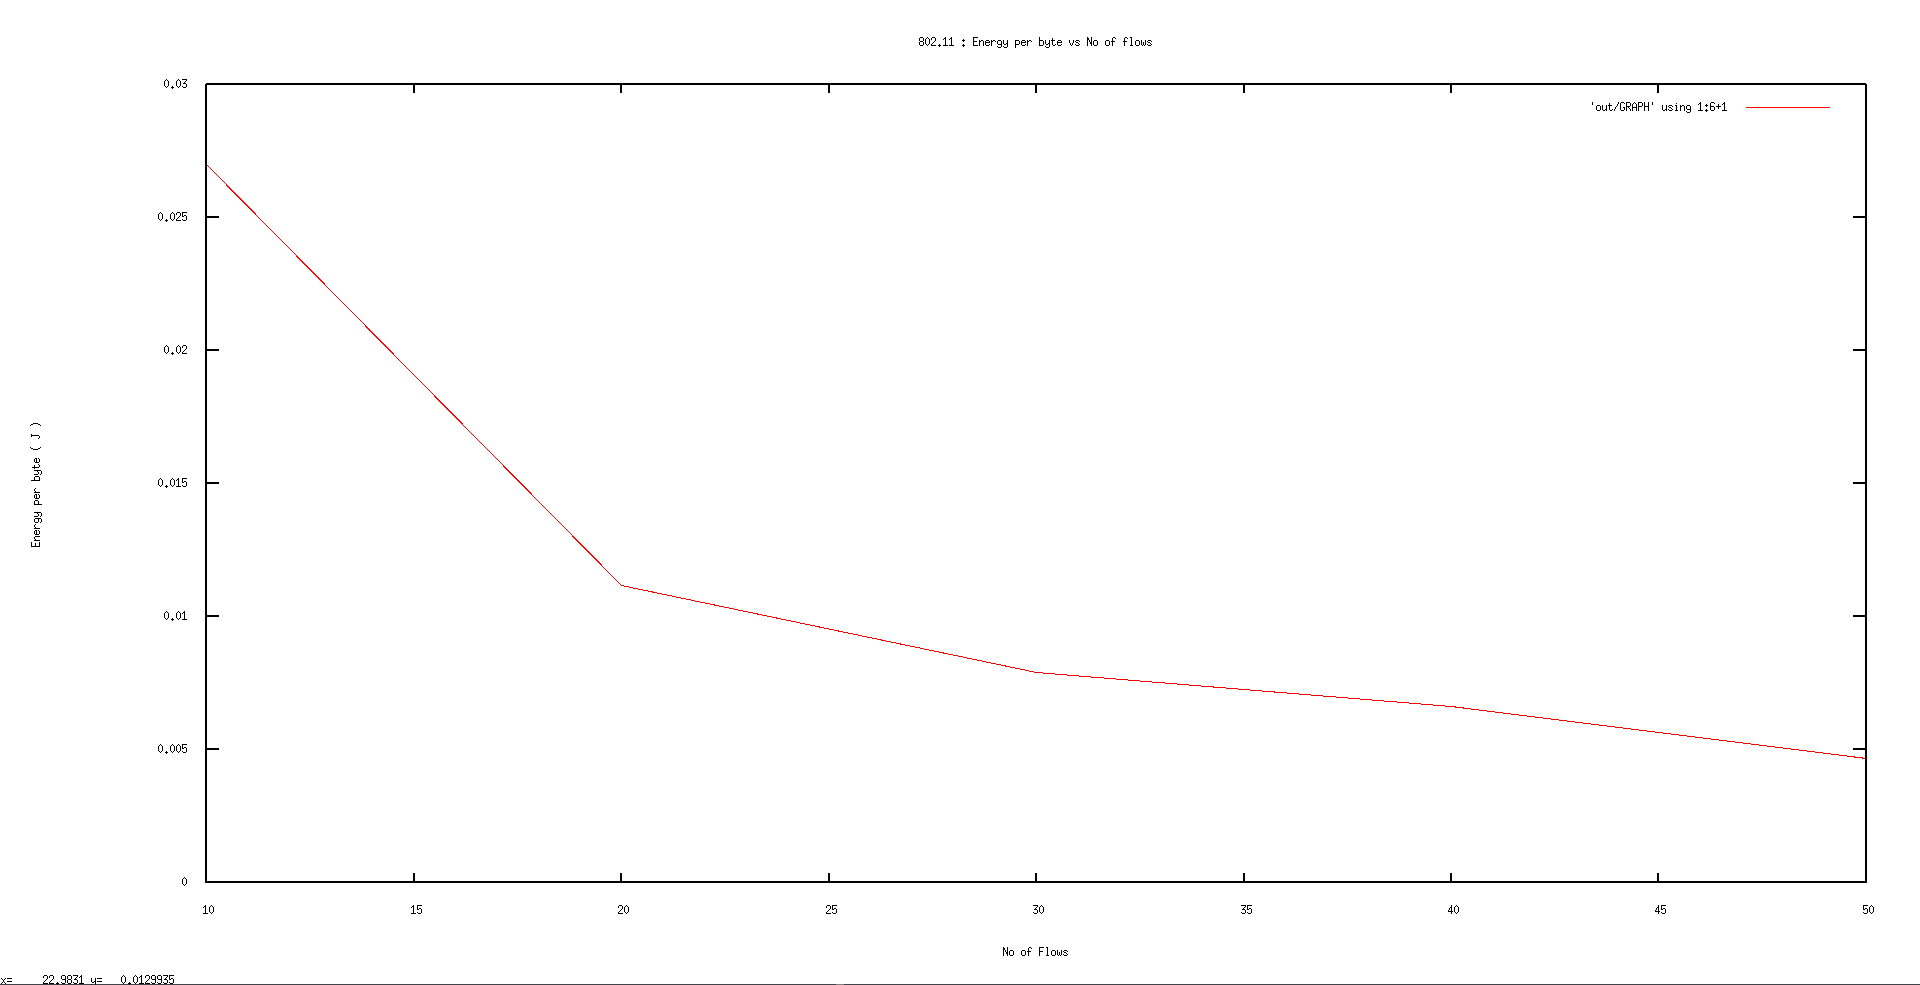 802.11 : Energy per byte vs No of flows
'out/GRAPH' using 1:6+1
0.03
0.025
0.02
0.015
0.01
0.005
0
Energy per byte ( J )
10 15 20 25 30 35 40 45 50
No of Flows
x= 22.9831 y= 0.0129935